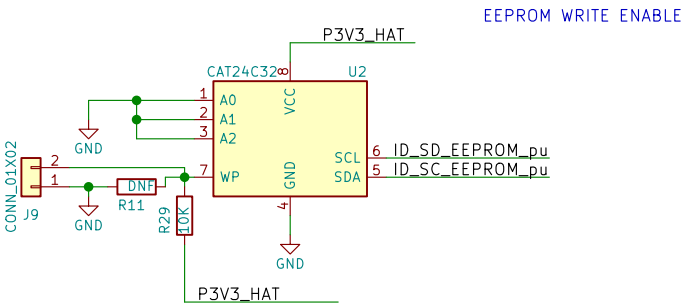 EEPROM WRITE ENABLE
P3V3_HAT
CAT24C32
8
U2
VCC
1 A0
2 A1
3 A2
GND
CONN_01X02
2
1
J9
GND
DNF
R11
7 WP
R29
10K
GND
4
GND
SCL 6 ID_SD_EEPROM_pu
SDA 5 ID_SC_EEPROM_pu
P3V3_HAT